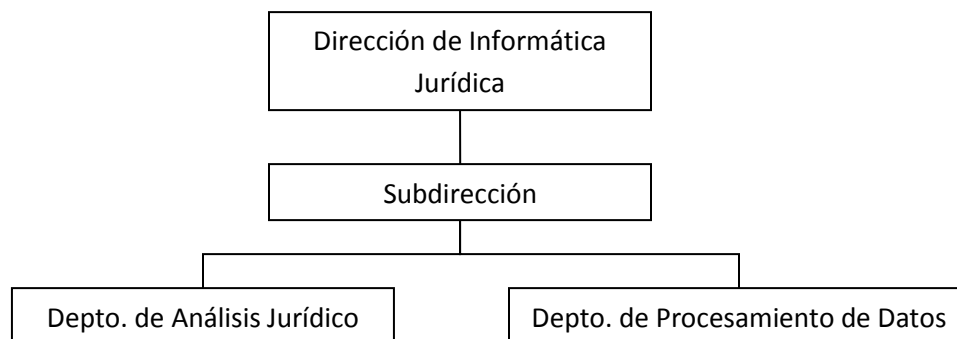 Dirección de Informática
Jurídica
Subdirección
Depto. de Análisis Jurídico
Depto. de Procesamiento de Datos